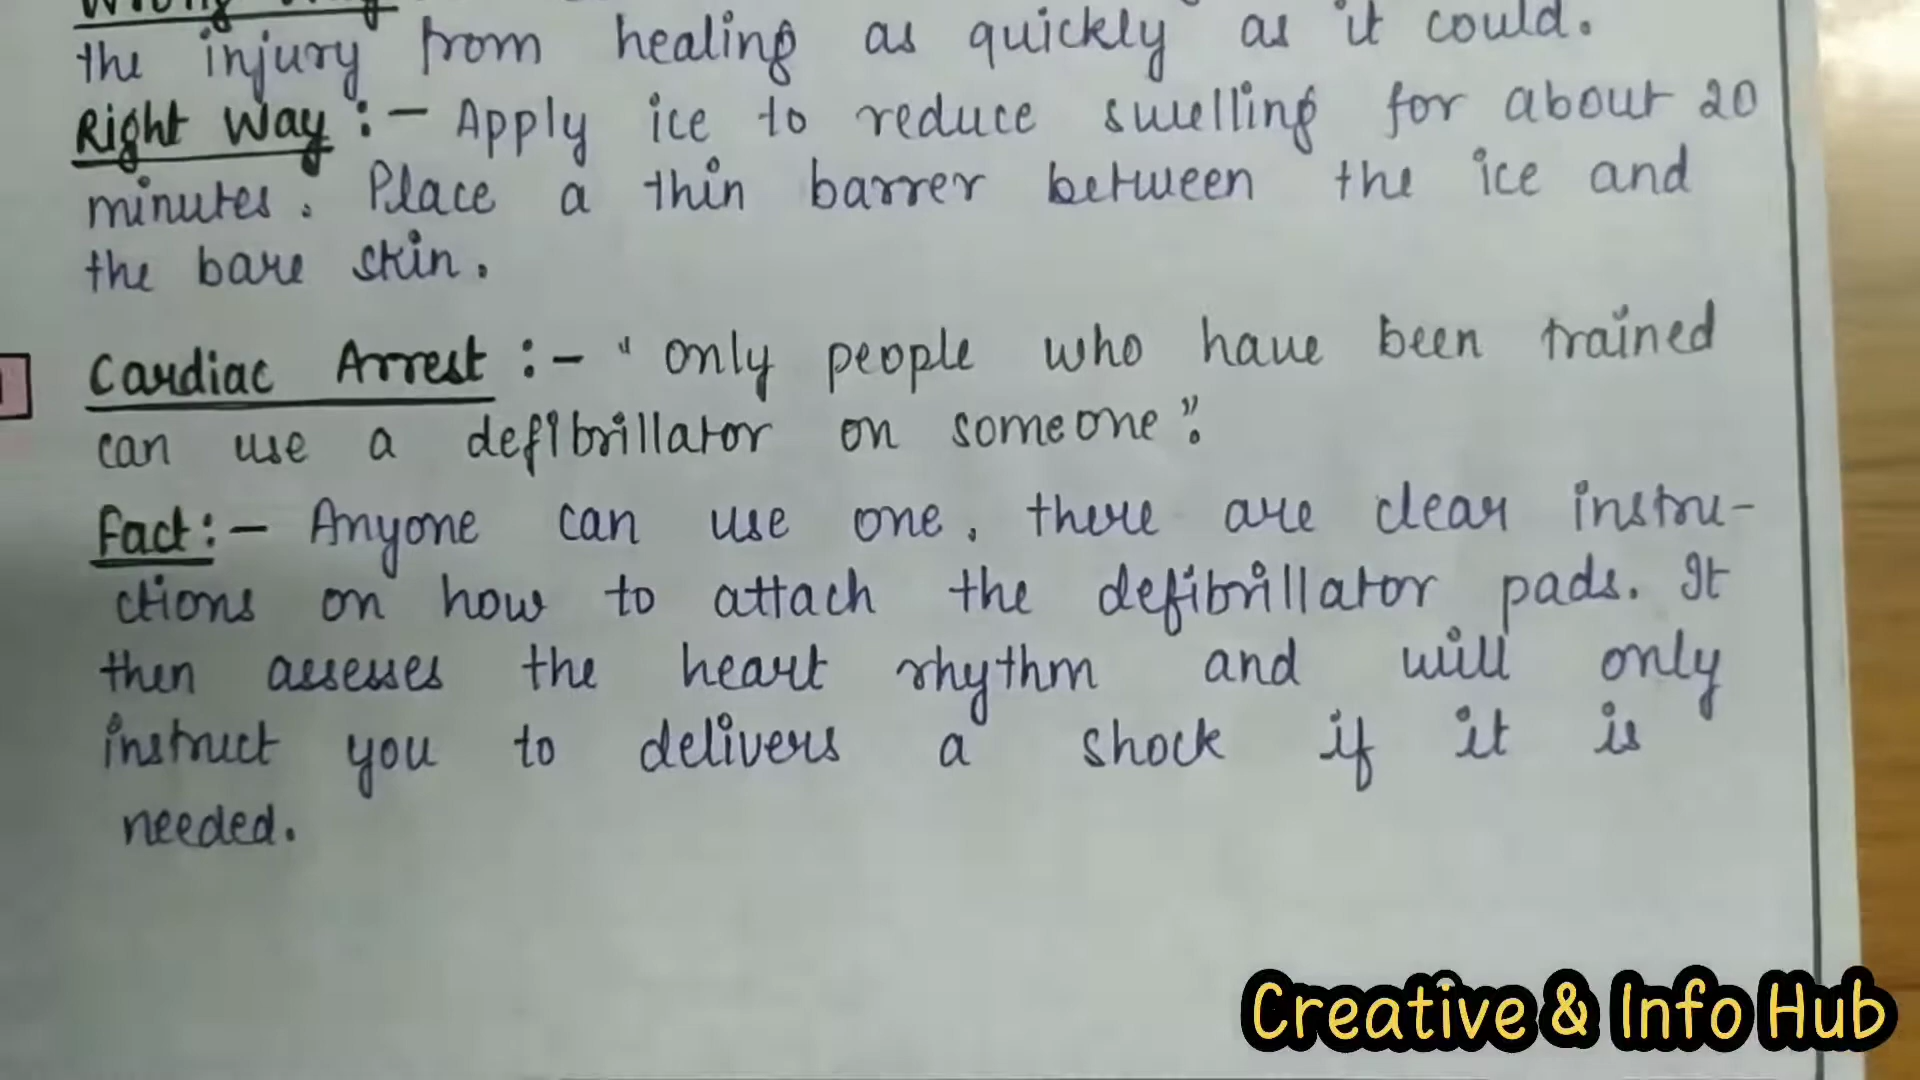 Wrong Way
the injury from healing as quickly as it could.
Right Way :- Apply ice to reduce swelling for about 20
minutes. Place a thin barrer between the ice and
the bare skin.
Cardiac Arrest :- "only people who have been trained
can use a defibrillator on someone".
Fact :- Anyone can use one. there are clear instru-
ctions on how to attach the defibrillator pads. It
then assesses the heart rhythm and will only
instruct you to delivers a shock if it is
needed.
Creative & Info Hub